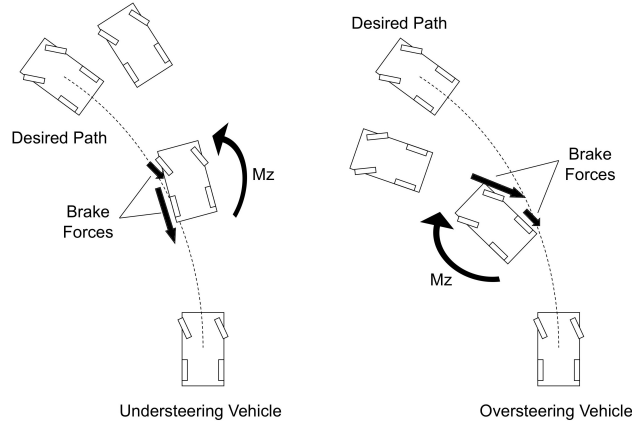 Desired Path
Mz
Brake
Forces
Understeering Vehicle
Desired Path
Brake
Forces
Mz
Oversteering Vehicle